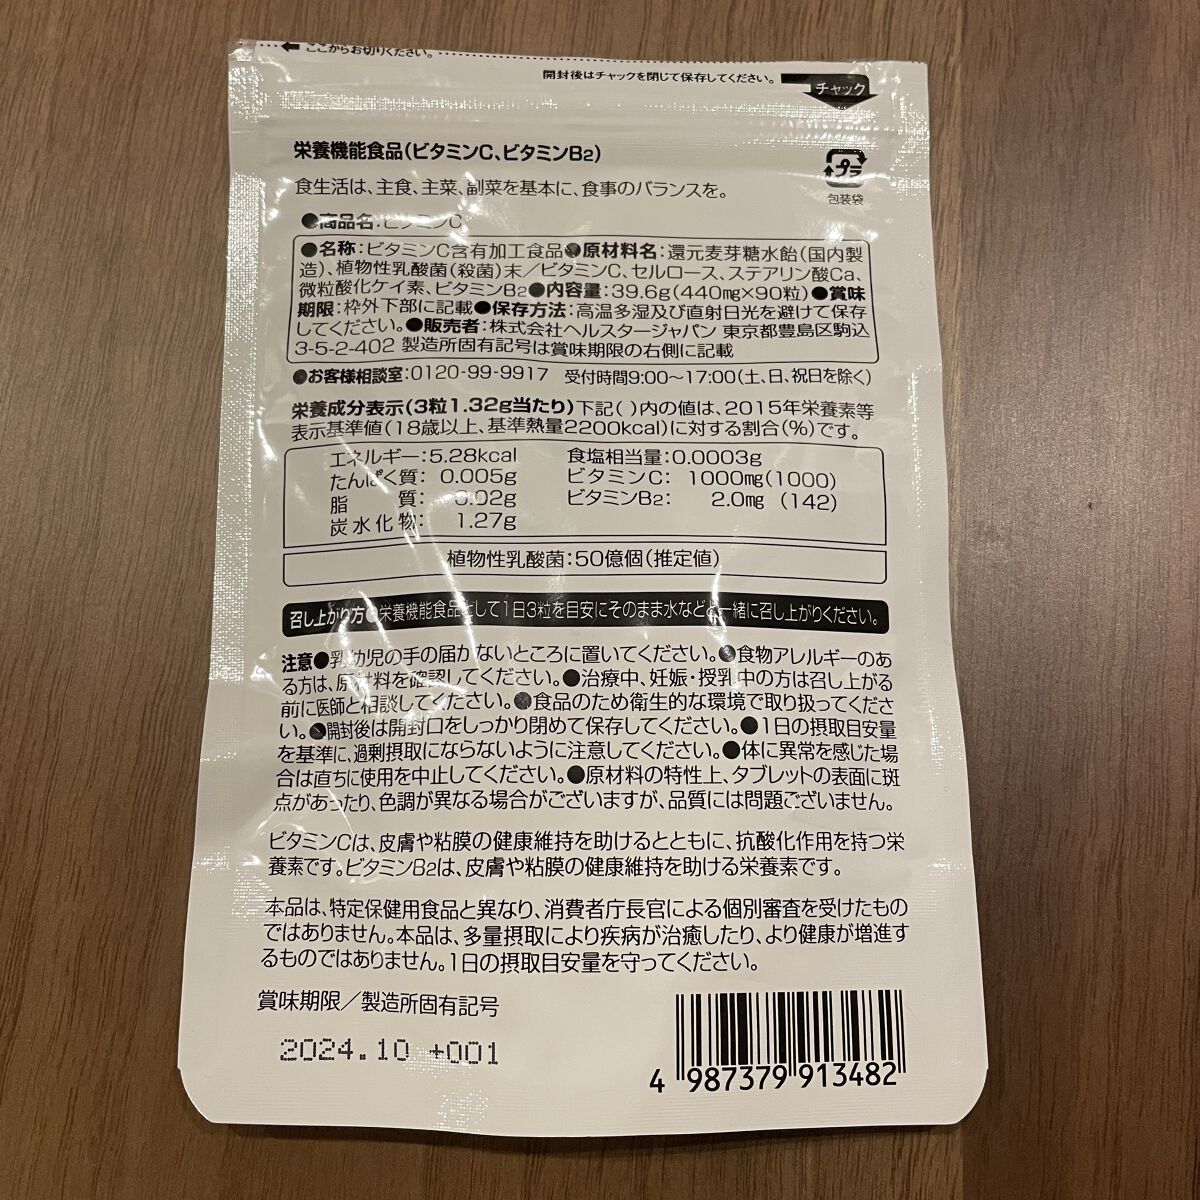 ここからお切りください。
開封後はチャックを閉じて保存してください。
チャック
栄養機能食品(ビタミンC、ビタミンB2)
プラ
包装袋
食生活は、主食、主菜、副菜を基本に、食事のバランスを。
●商品名:ビタミンC
●名称:ビタミンC含有加工食品●原材料名:還元麦芽糖水飴(国内製
造)、植物性乳酸菌(殺菌)末/ビタミンC、セルロース、ステアリン酸Ca、
微粒酸化ケイ素、ビタミンB2●内容量:39.6g(440mg×90粒)●賞味
期限:枠外下部に記載●保存方法:高温多湿及び直射日光を避けて保存
してください。●販売者:株式会社ヘルスタージャパン 東京都豊島区駒込
3-5-2-402 製造所固有記号は賞味期限の右側に記載
●お客様相談室:0120-99-9917 受付時間9:00〜17:00(土、日、祝日を除く)
栄養成分表示(3粒1.32g当たり)下記( )内の値は、2015年栄養素等
表示基準値(18歳以上、基準熱量2200kcal)に対する割合(%)です。
エネルギー:5.28kcal 食塩相当量:0.0003g
たんぱく質: 0.005g ビタミンC: 1000mg(1000)
脂 質: 0.02g ビタミンB2: 2.0mg (142)
炭水化物: 1.27g
植物性乳酸菌:50億個(推定値)
召し上がり方●栄養機能食品として1日3粒を目安にそのまま水などと一緒に召し上がりください。
注意●乳幼児の手の届かないところに置いてください。●食物アレルギーのあ
る方は、原材料を確認してください。●治療中、妊娠・授乳中の方は召し上がる
前に医師と相談してください。●食品のため衛生的な環境で取り扱ってくださ
い。●開封後は開封口をしっかり閉めて保存してください。●1日の摂取目安量
を基準に、過剰摂取にならないように注意してください。●体に異常を感じた場
合は直ちに使用を中止してください。●原材料の特性上、タブレットの表面に斑
点があったり、色調が異なる場合がございますが、品質には問題ございません。
ビタミンCは、皮膚や粘膜の健康維持を助けるとともに、抗酸化作用を持つ栄
養素です。ビタミンB2は、皮膚や粘膜の健康維持を助ける栄養素です。
本品は、特定保健用食品と異なり、消費者庁長官による個別審査を受けたもの
ではありません。本品は、多量摂取により疾病が治癒したり、より健康が増進す
るものではありません。1日の摂取目安量を守ってください。
賞味期限/製造所固有記号
2024.10 +001
4 987379 913482